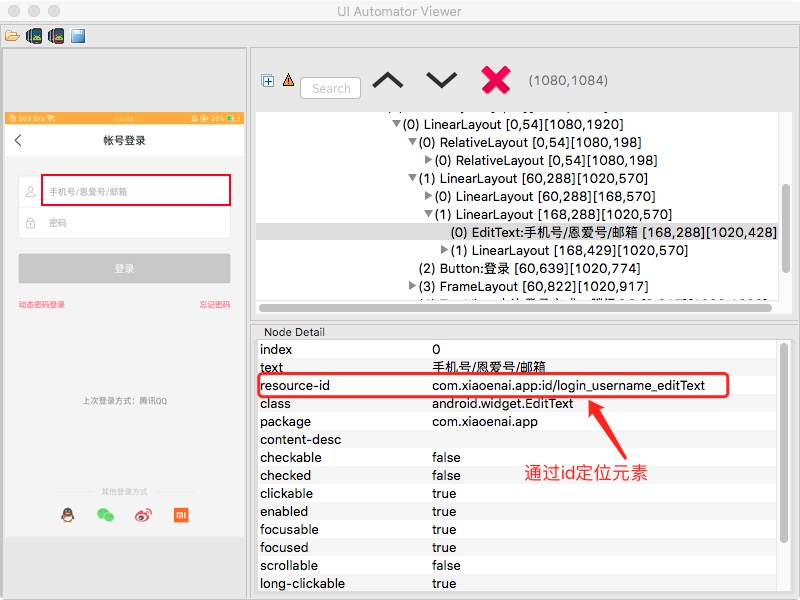 UI Automator Viewer
Search
(1080,1084)
869 B/s
10:46
26%
帐号登录
手机号/恩爱号/邮箱
密码
登录
动态密码登录
忘记密码
上次登录方式：腾讯QQ
其他登录方式
(0) LinearLayout [0,54][1080,1920]
(0) RelativeLayout [0,54][1080,198]
(0) RelativeLayout [0,54][1080,198]
(1) LinearLayout [60,288][1020,570]
(0) LinearLayout [60,288][168,570]
(1) LinearLayout [168,288][1020,570]
(0) EditText:手机号/恩爱号/邮箱 [168,288][1020,428]
(1) LinearLayout [168,429][1020,570]
(2) Button:登录 [60,639][1020,774]
(3) FrameLayout [60,822][1020,917]
Node Detail
index 0
text 手机号/恩爱号/邮箱
resource-id com.xiaoenai.app:id/login_username_editText
class android.widget.EditText
package com.xiaoenai.app
content-desc
checkable false
checked false
clickable true
enabled true
focusable true
focused true
scrollable false
long-clickable true
通过id定位元素